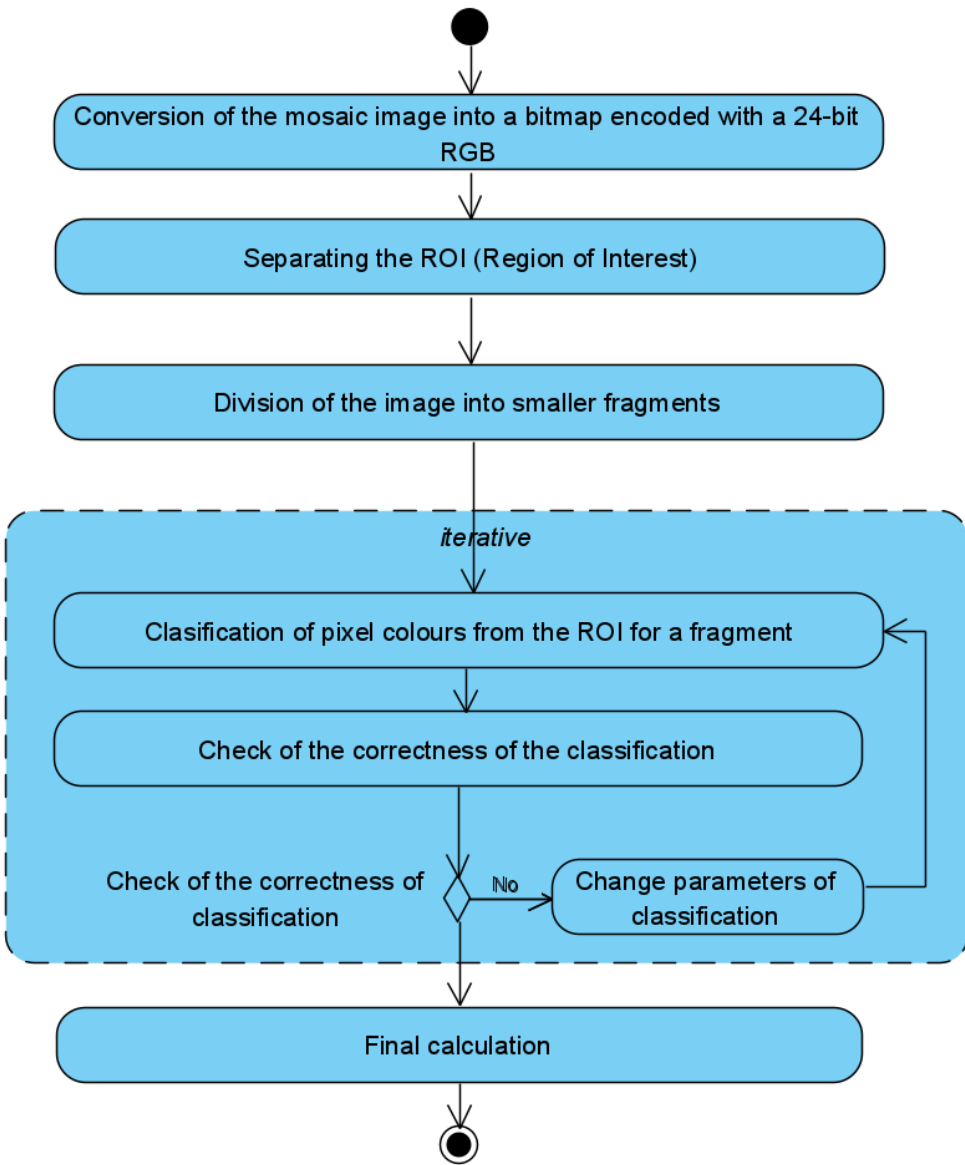 Conversion of the mosaic image into a bitmap encoded with a 24-bit
RGB
Separating the ROI (Region of Interest)
Division of the image into smaller fragments
iterative
Clasification of pixel colours from the ROI for a fragment
Check of the correctness of the classification
Check of the correctness of
classification
No
Change parameters of
classification
Final calculation